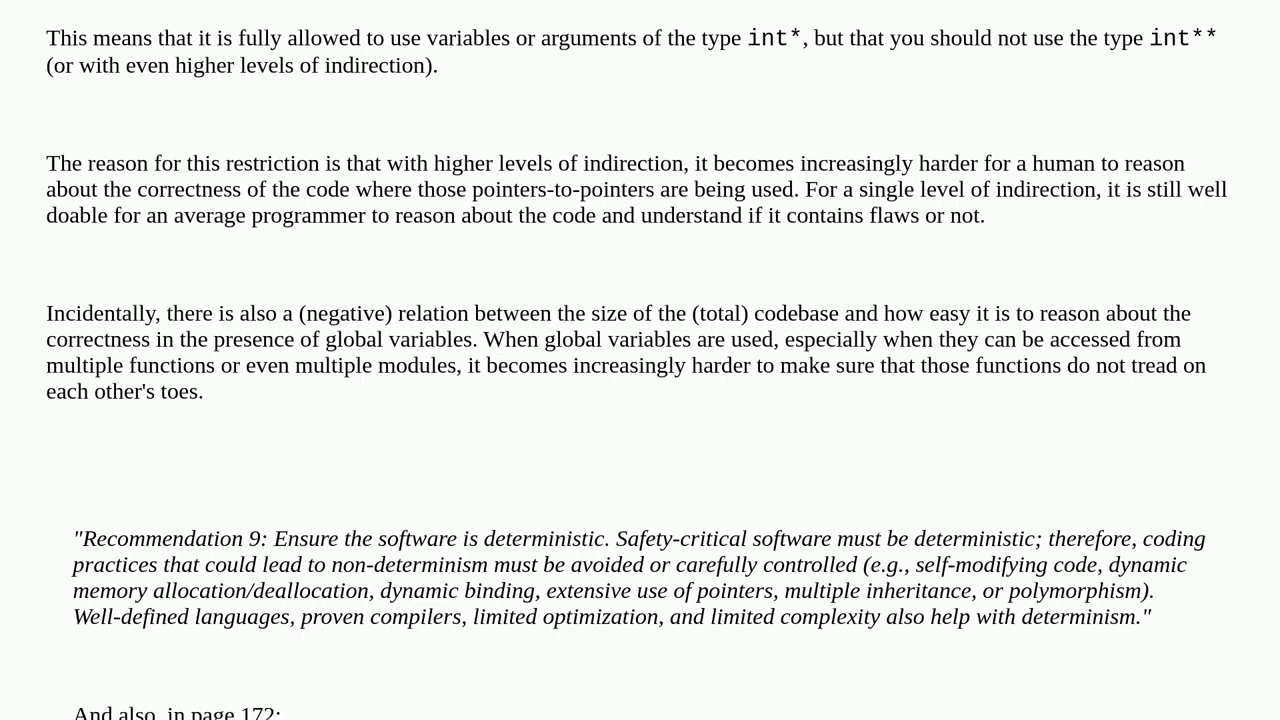 This means that it is fully allowed to use variables or arguments of the type int*, but that you should not use the type int**
(or with even higher levels of indirection).
The reason for this restriction is that with higher levels of indirection, it becomes increasingly harder for a human to reason
about the correctness of the code where those pointers-to-pointers are being used. For a single level of indirection, it is still well
doable for an average programmer to reason about the code and understand if it contains flaws or not.
Incidentally, there is also a (negative) relation between the size of the (total) codebase and how easy it is to reason about the
correctness in the presence of global variables. When global variables are used, especially when they can be accessed from
multiple functions or even multiple modules, it becomes increasingly harder to make sure that those functions do not tread on
each other's toes.
"Recommendation 9: Ensure the software is deterministic. Safety-critical software must be deterministic; therefore, coding
practices that could lead to non-determinism must be avoided or carefully controlled (e.g., self-modifying code, dynamic
memory allocation/deallocation, dynamic binding, extensive use of pointers, multiple inheritance, or polymorphism).
Well-defined languages, proven compilers, limited optimization, and limited complexity also help with determinism."
And also, in page 172: